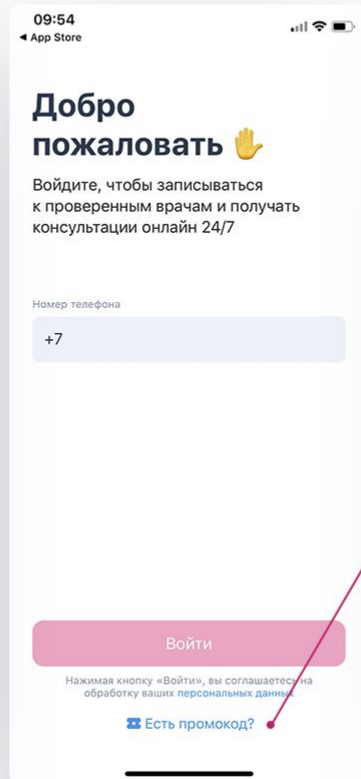 09:54
◀ App Store
Добро
пожаловать ✋
Войдите, чтобы записываться
к проверенным врачам и получать
консультации онлайн 24/7
Номер телефона
+7
Войти
Нажимая кнопку «Войти», вы соглашаетесь на
обработку ваших персональных данных
Есть промокод?